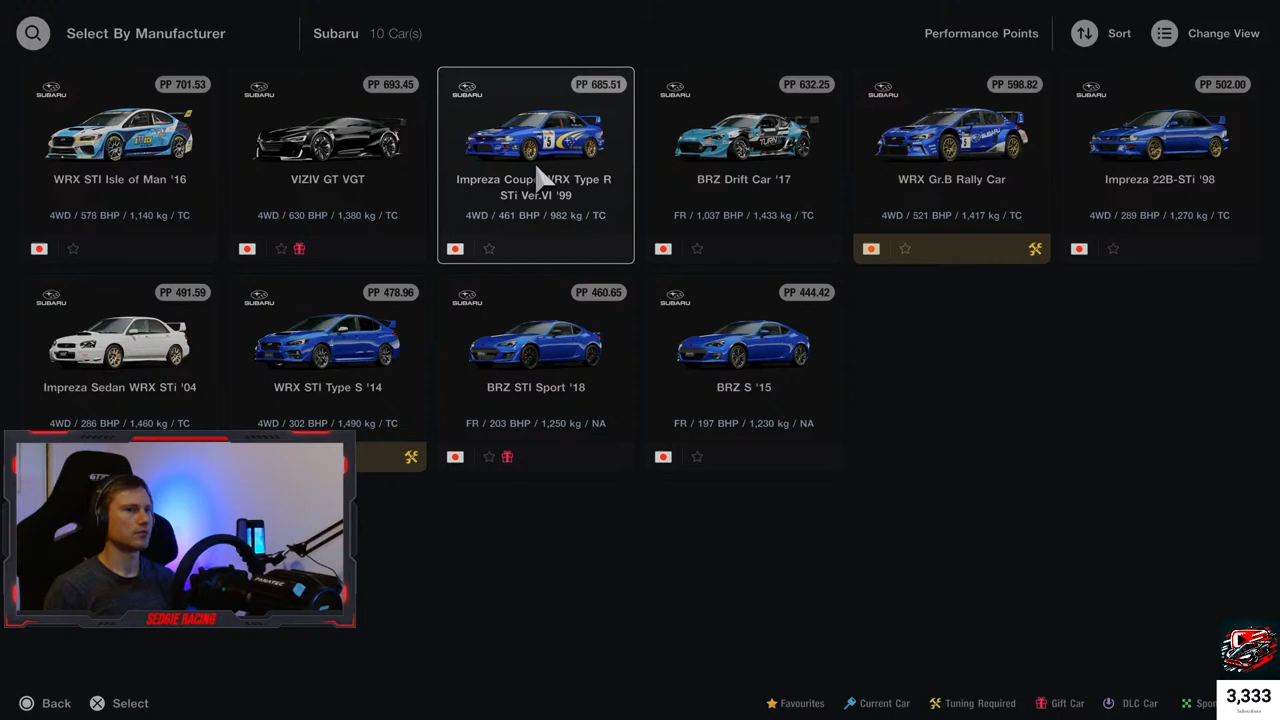 Select By Manufacturer
Subaru 10 Car(s)
Performance Points
Sort
Change View
SUBARU PP 701.53
WRX STI Isle of Man '16
4WD / 578 BHP / 1,140 kg / TC
SUBARU PP 693.45
VIZIV GT VGT
4WD / 630 BHP / 1,380 kg / TC
SUBARU PP 685.51
Impreza Coup WRX Type R
STi Ver.VI '99
4WD / 461 BHP / 982 kg / TC
SUBARU PP 632.25
BRZ Drift Car '17
FR / 1,037 BHP / 1,433 kg / TC
SUBARU PP 598.82
WRX Gr.B Rally Car
4WD / 521 BHP / 1,417 kg / TC
SUBARU PP 502.00
Impreza 22B-STi '98
4WD / 289 BHP / 1,270 kg / TC
SUBARU PP 491.59
Impreza Sedan WRX STi '04
4WD / 286 BHP / 1,460 kg / TC
SUBARU PP 478.96
WRX STI Type S '14
4WD / 302 BHP / 1,490 kg / TC
SUBARU PP 460.65
BRZ STI Sport '18
FR / 203 BHP / 1,250 kg / NA
SUBARU PP 444.42
BRZ S '15
FR / 197 BHP / 1,230 kg / NA
FANATEC
SEDGIE RACING
Back
Select
Favourites
Current Car
Tuning Required
Gift Car
DLC Car
Spor
3,333
Subscribers